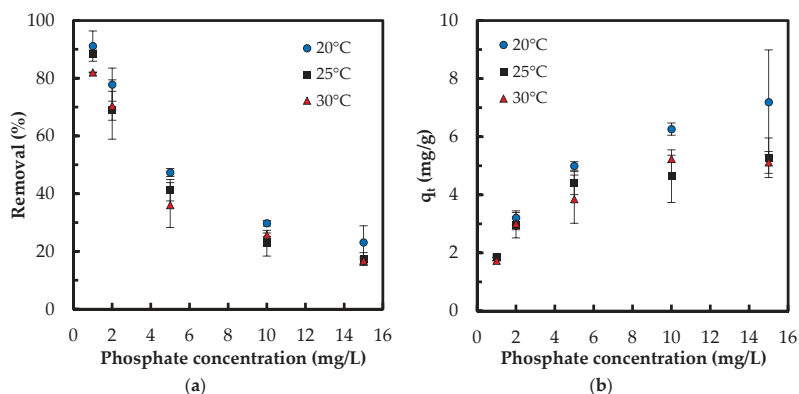 100
80
60
40
20
0
Removal (%)
20°C
25°C
30°C
0 2 4 6 8 10 12 14 16
Phosphate concentration (mg/L)
(a)
10
8
6
4
2
0
qₜ (mg/g)
20°C
25°C
30°C
0 2 4 6 8 10 12 14 16
Phosphate concentration (mg/L)
(b)